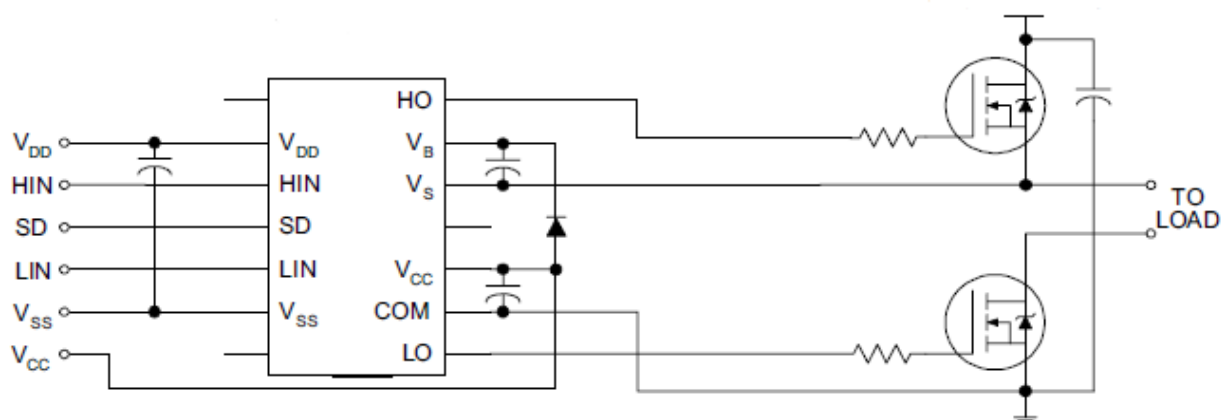 HO
V_DD
V_DD
V_B
HIN
HIN
V_S
TO
LOAD
SD
SD
LIN
LIN
V_CC
V_SS
V_SS
COM
V_CC
LO